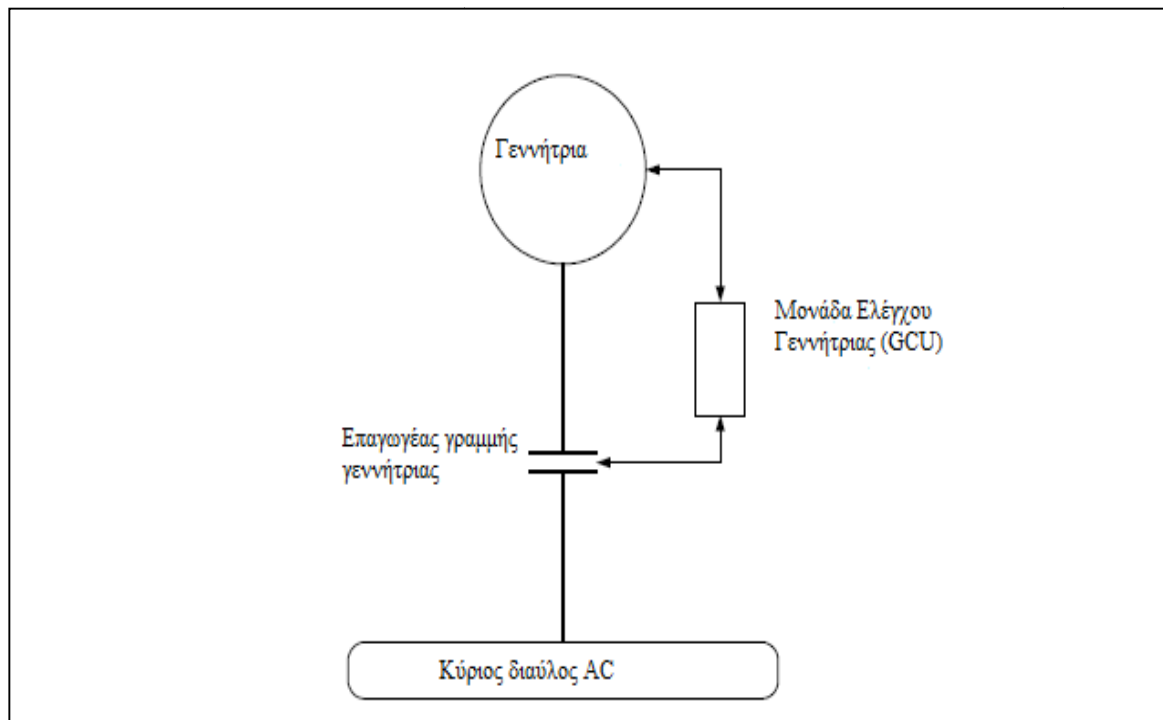 Γεννήτρια
Μονάδα Ελέγχου
Γεννήτριας (GCU)
Επαγωγέας γραμμής
γεννήτριας
Κύριος διαύλος AC